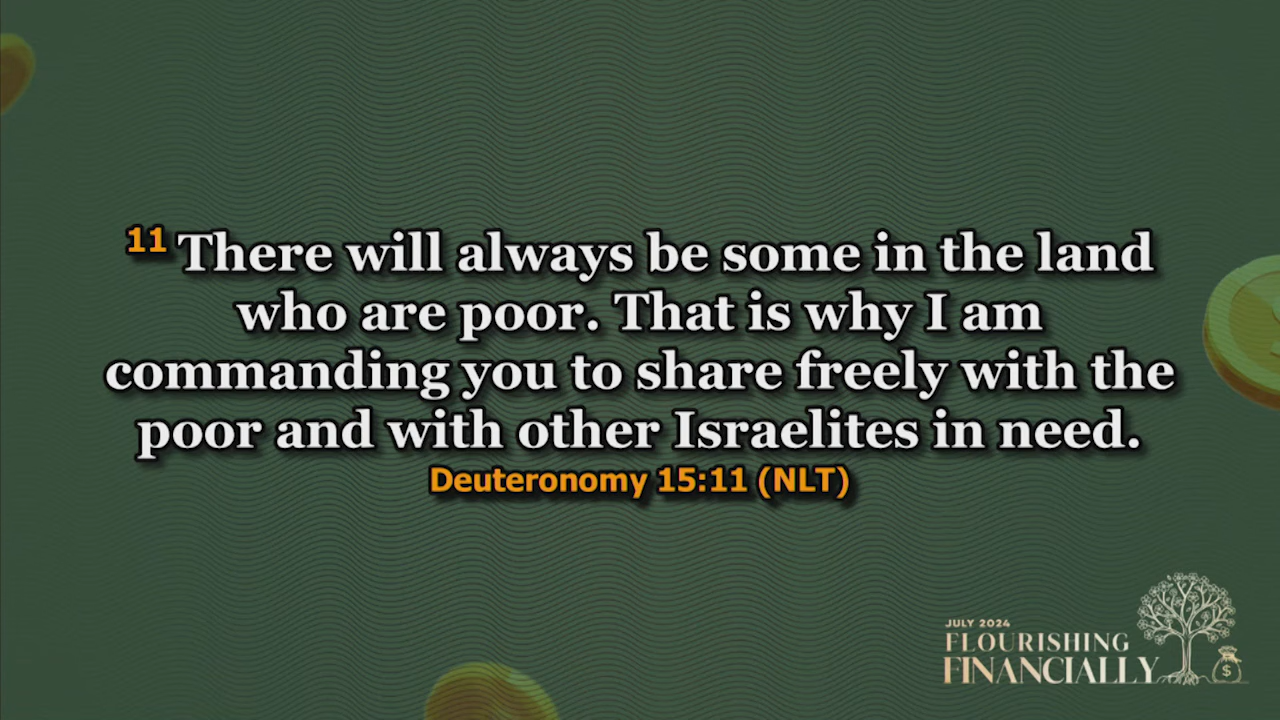 11 There will always be some in the land
who are poor. That is why I am
commanding you to share freely with the
poor and with other Israelites in need.
Deuteronomy 15:11 (NLT)
JULY 2024
FLOURISHING
FINANCIALLY
$